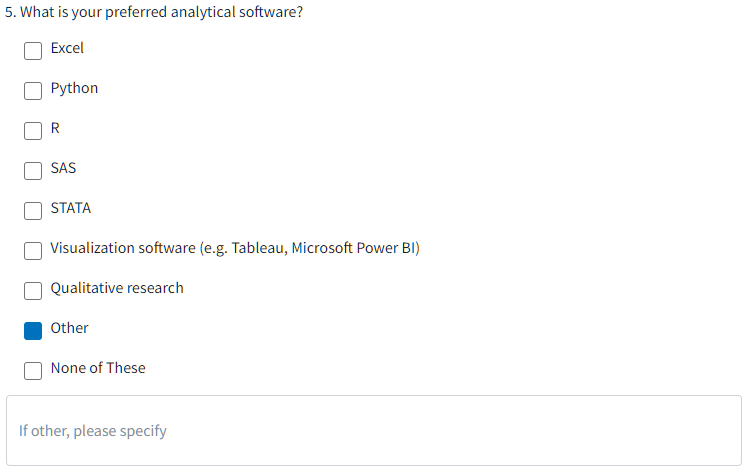 5. What is your preferred analytical software?
Excel
Python
R
SAS
STATA
Visualization software (e.g. Tableau, Microsoft Power BI)
Qualitative research
Other
None of These
If other, please specify